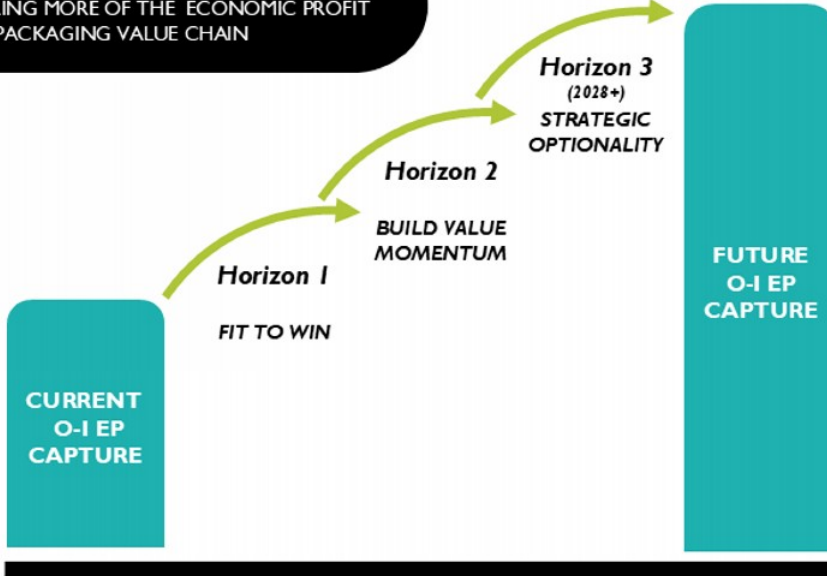 ING MORE OF THE ECONOMIC PROFIT
PACKAGING VALUE CHAIN
Horizon 3
(2028+)
STRATEGIC
OPTIONALITY
Horizon 2
BUILD VALUE
MOMENTUM
Horizon 1
FIT TO WIN
CURRENT
O-I EP
CAPTURE
FUTURE
O-I EP
CAPTURE